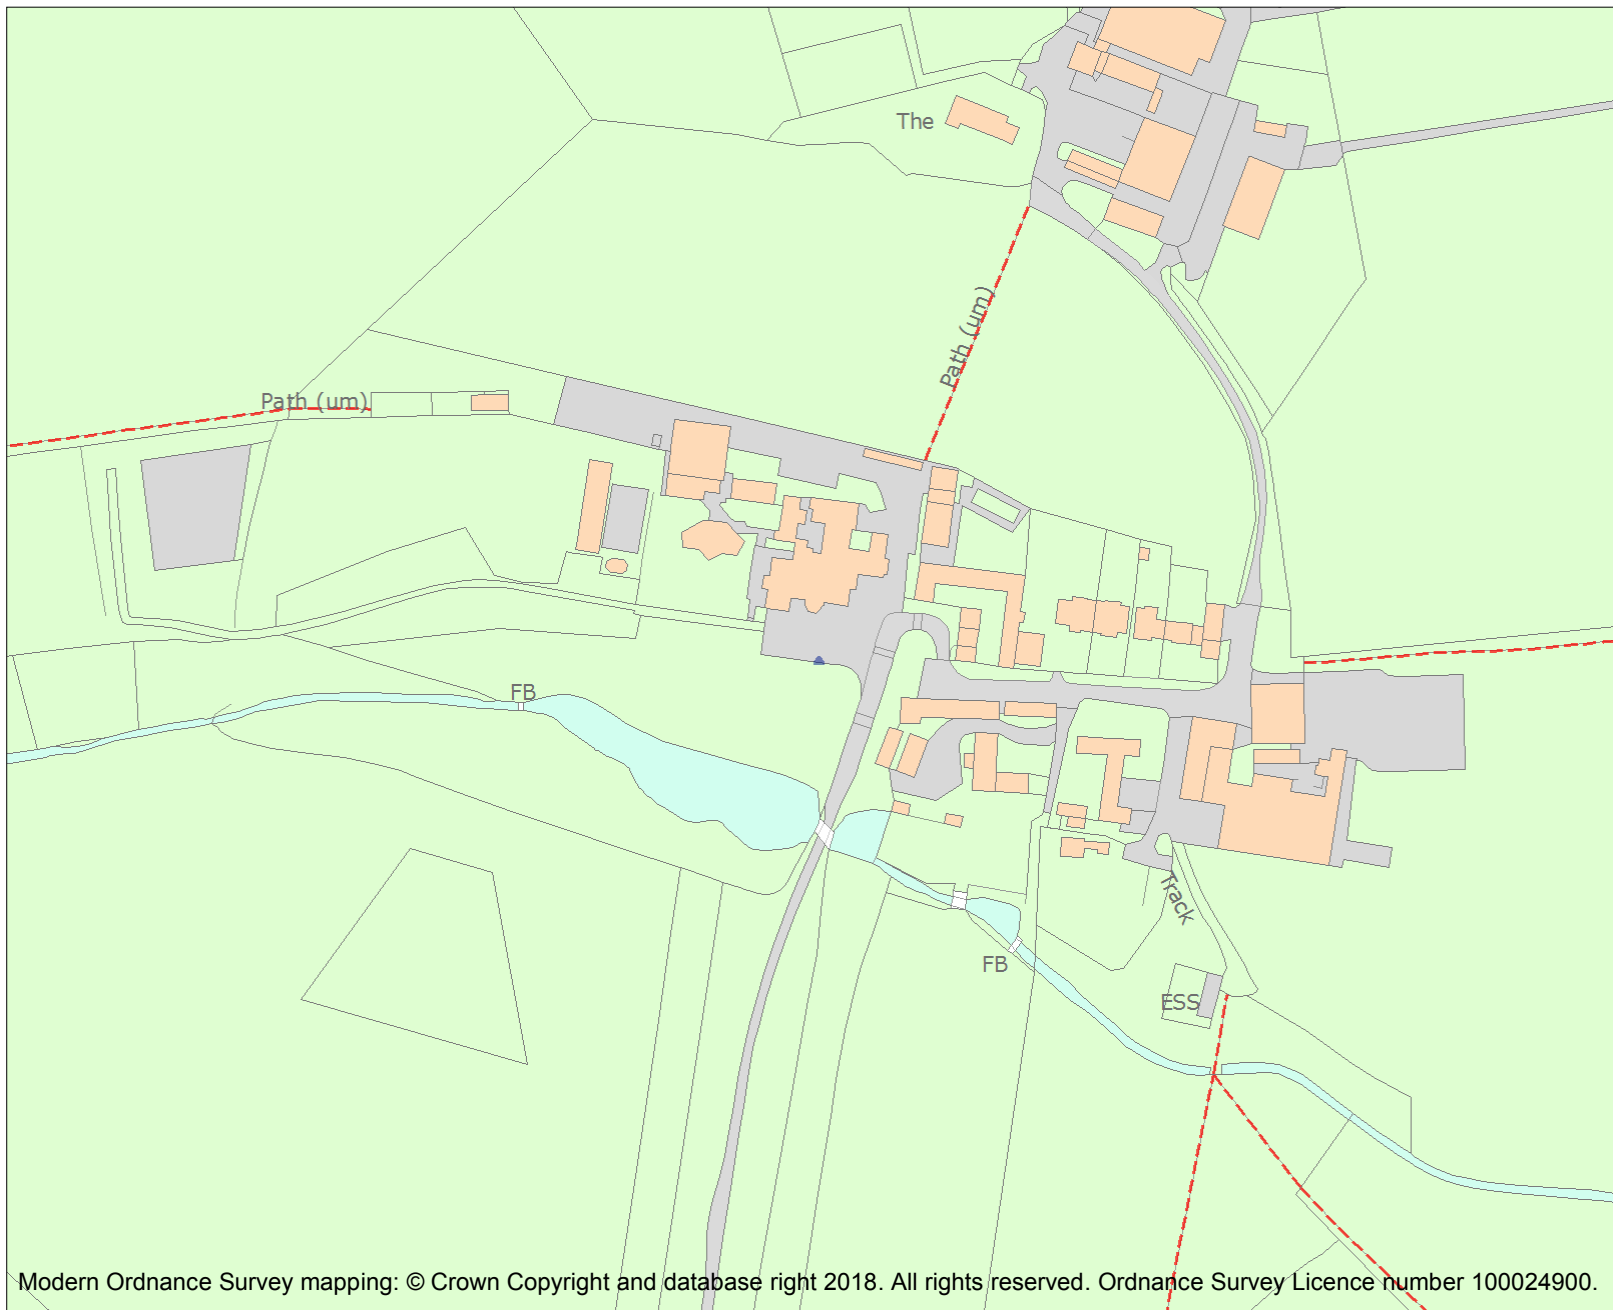 The
Path (um)
Path (um)
FB
Track
FB
ESS
Modern Ordnance Survey mapping: © Crown Copyright and database right 2018. All rights reserved. Ordnance Survey Licence number 100024900.